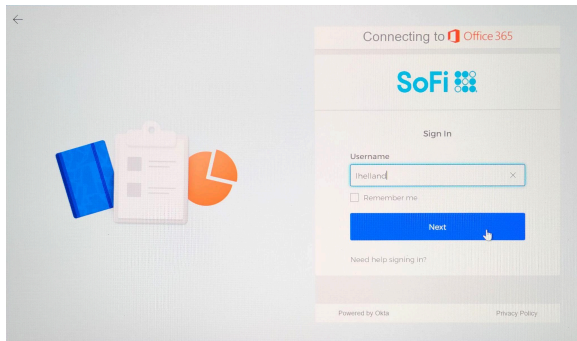 Connecting to Office 365
SoFi
Sign In
Username
lhelland
Remember me
Next
Need help signing in?
Powered by Okta
Privacy Policy